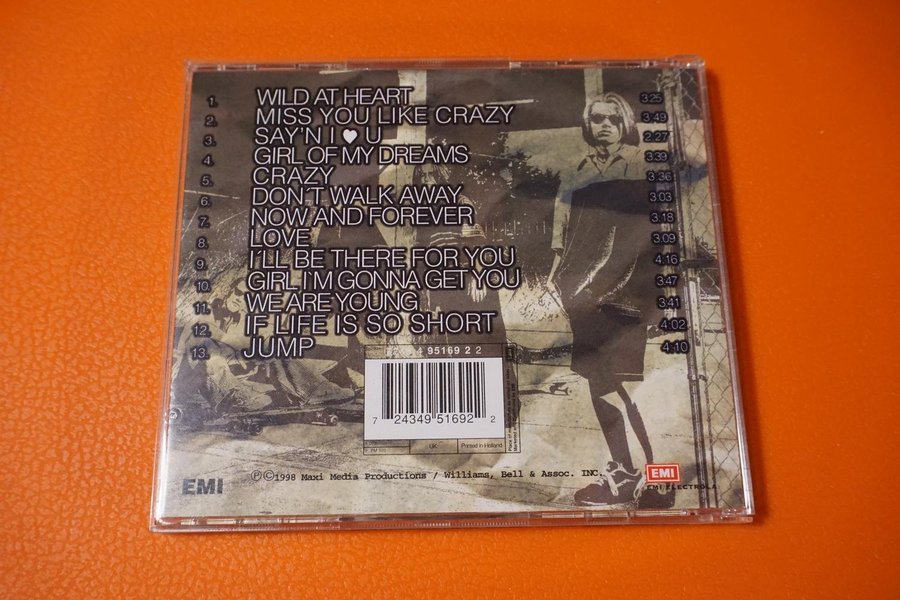 1. WILD AT HEART 3:25
2. MISS YOU LIKE CRAZY 3:49
3. SAY'N I ♥ U 2:27
4. GIRL OF MY DREAMS 3:39
5. CRAZY 3:36
6. DON'T WALK AWAY 3:03
7. NOW AND FOREVER 3.18
8. LOVE 3:09
9. I'LL BE THERE FOR YOU 4:16
10. GIRL I'M GONNA GET YOU 3:47
11. WE ARE YOUNG 3:41
12. IF LIFE IS SO SHORT 4:02
13. JUMP 4:10
4 95169 2 2
7 24349 51692 2
UK Printed in Holland
EMI
℗©1998 Maxi Media Productions / Williams, Bell & Assoc. INC.
EMI
EMI ELECTROLA